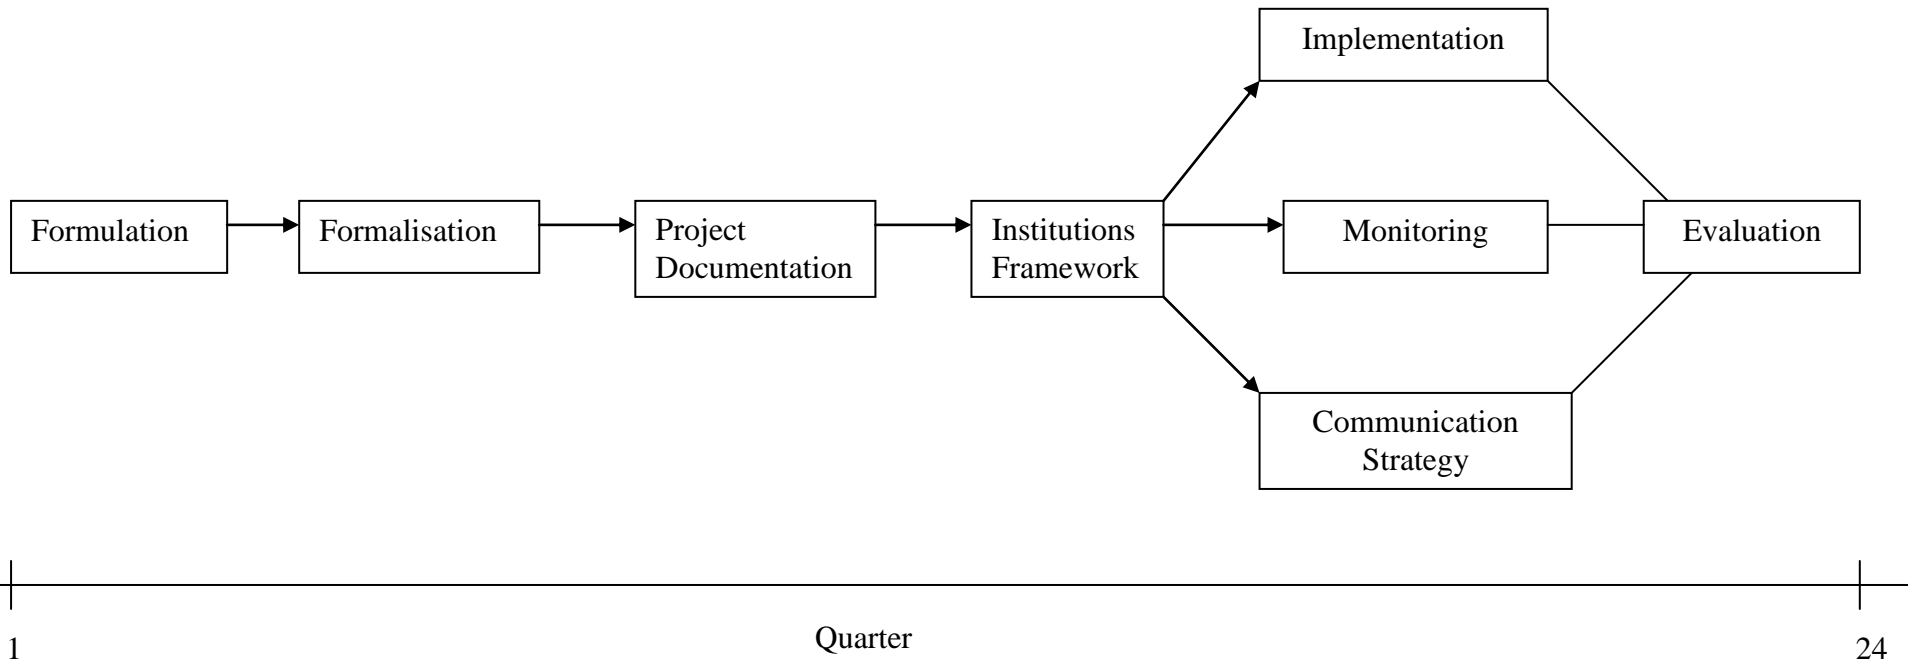 Implementation
Formulation
Formalisation
Project
Documentation
Institutions
Framework
Monitoring
Evaluation
Communication
Strategy
1
Quarter
24